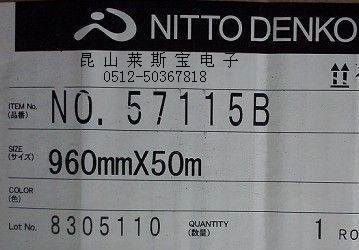 NITTO DENKO
昆山莱斯宝电子
0512-50367818
ITEM No.
(品番)
NO. 57115B
SIZE
(サイズ)
960mmX50m
COLOR
(色)
Lot No. 8305110 QUANTITY
(数量) 1 RO